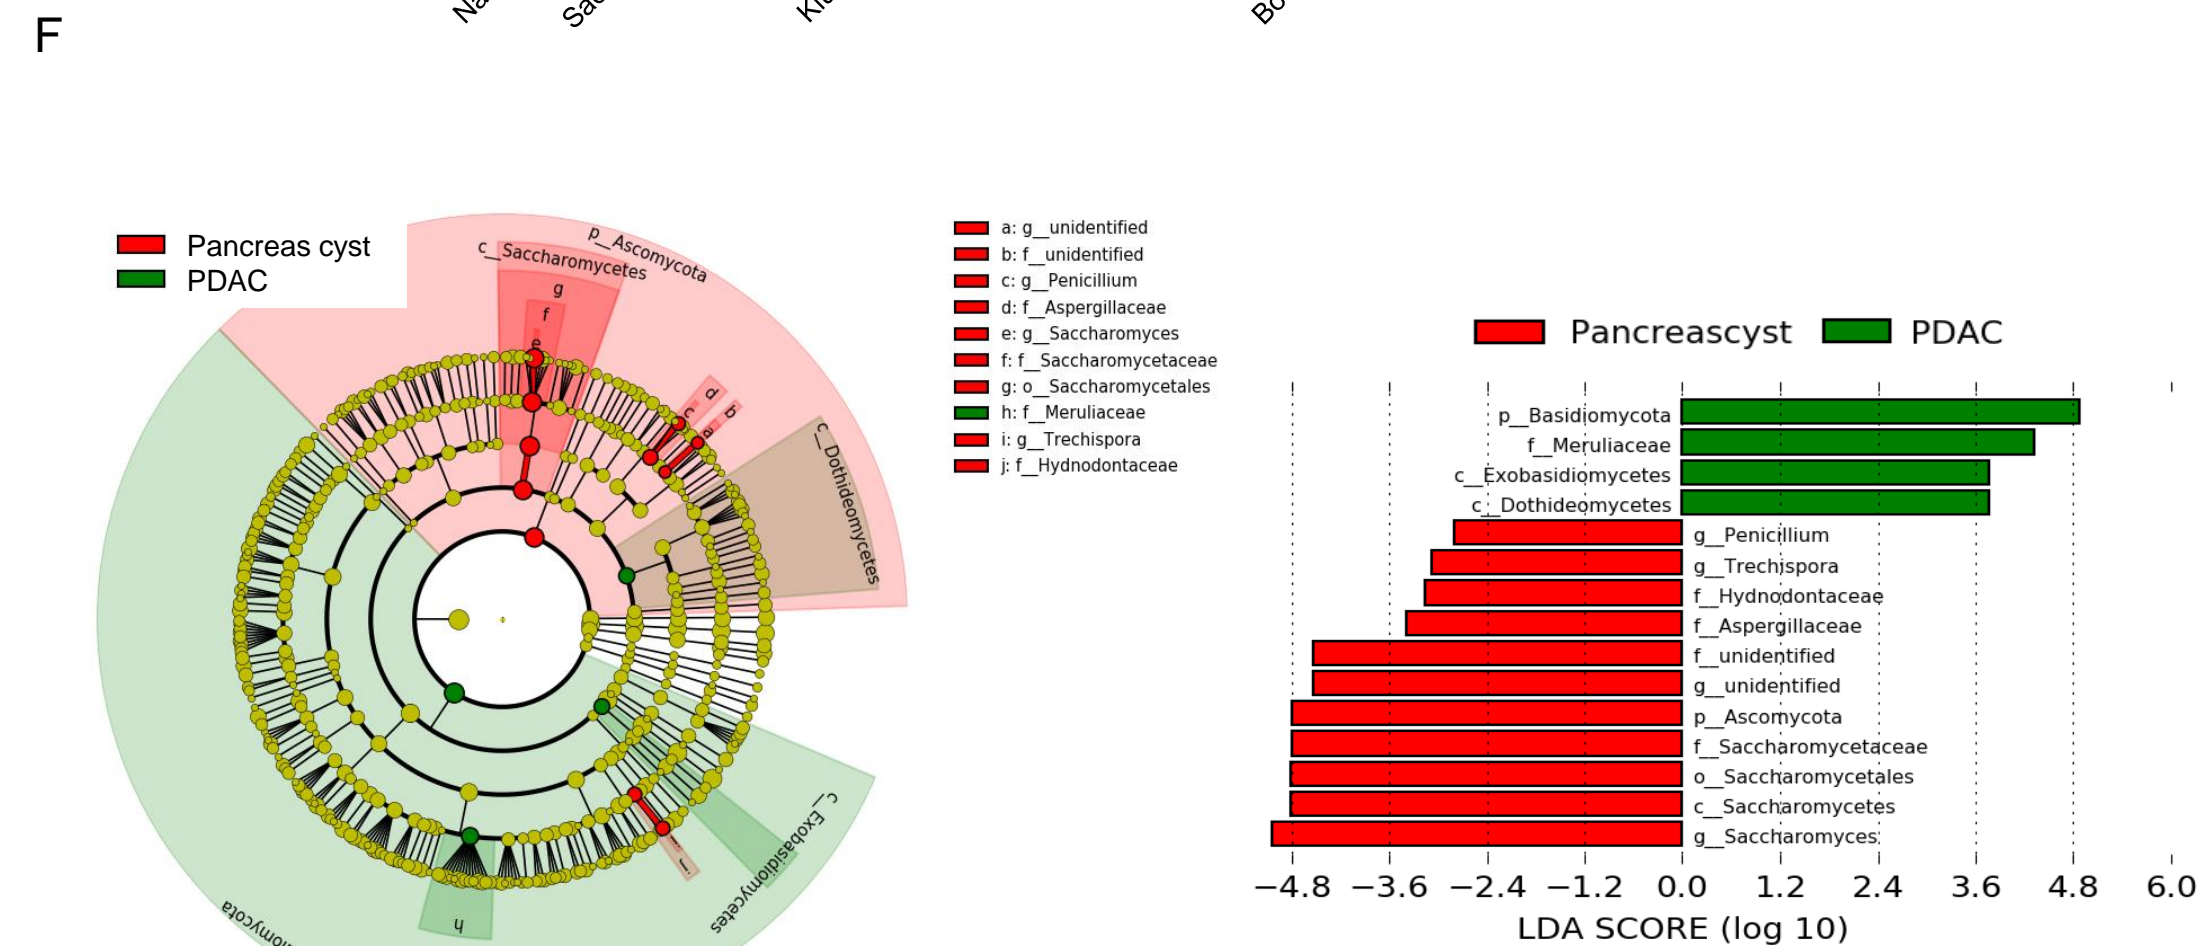 F
Pancreas cyst
PDAC
p__Ascomycota
c__Saccharomycetes
g
f
e
d
c
b
a
c__Dothideomycetes
c__Exobasidiomycetes
j
h
a: g__unidentified
b: f__unidentified
c: g__Penicillium
d: f__Aspergillaceae
e: g__Saccharomyces
f: f__Saccharomycetaceae
g: o__Saccharomycetales
h: f__Meruliaceae
i: g__Trechispora
j: f__Hydnodontaceae
Pancreascyst PDAC
p__Basidiomycota
f__Meruliaceae
c__Exobasidiomycetes
c__Dothideomycetes
g__Penicillium
g__Trechispora
f__Hydnodontaceae
f__Aspergillaceae
f__unidentified
g__unidentified
p__Ascomycota
f__Saccharomycetaceae
o__Saccharomycetales
c__Saccharomycetes
g__Saccharomyces
−4.8 −3.6 −2.4 −1.2 0.0 1.2 2.4 3.6 4.8 6.0
LDA SCORE (log 10)